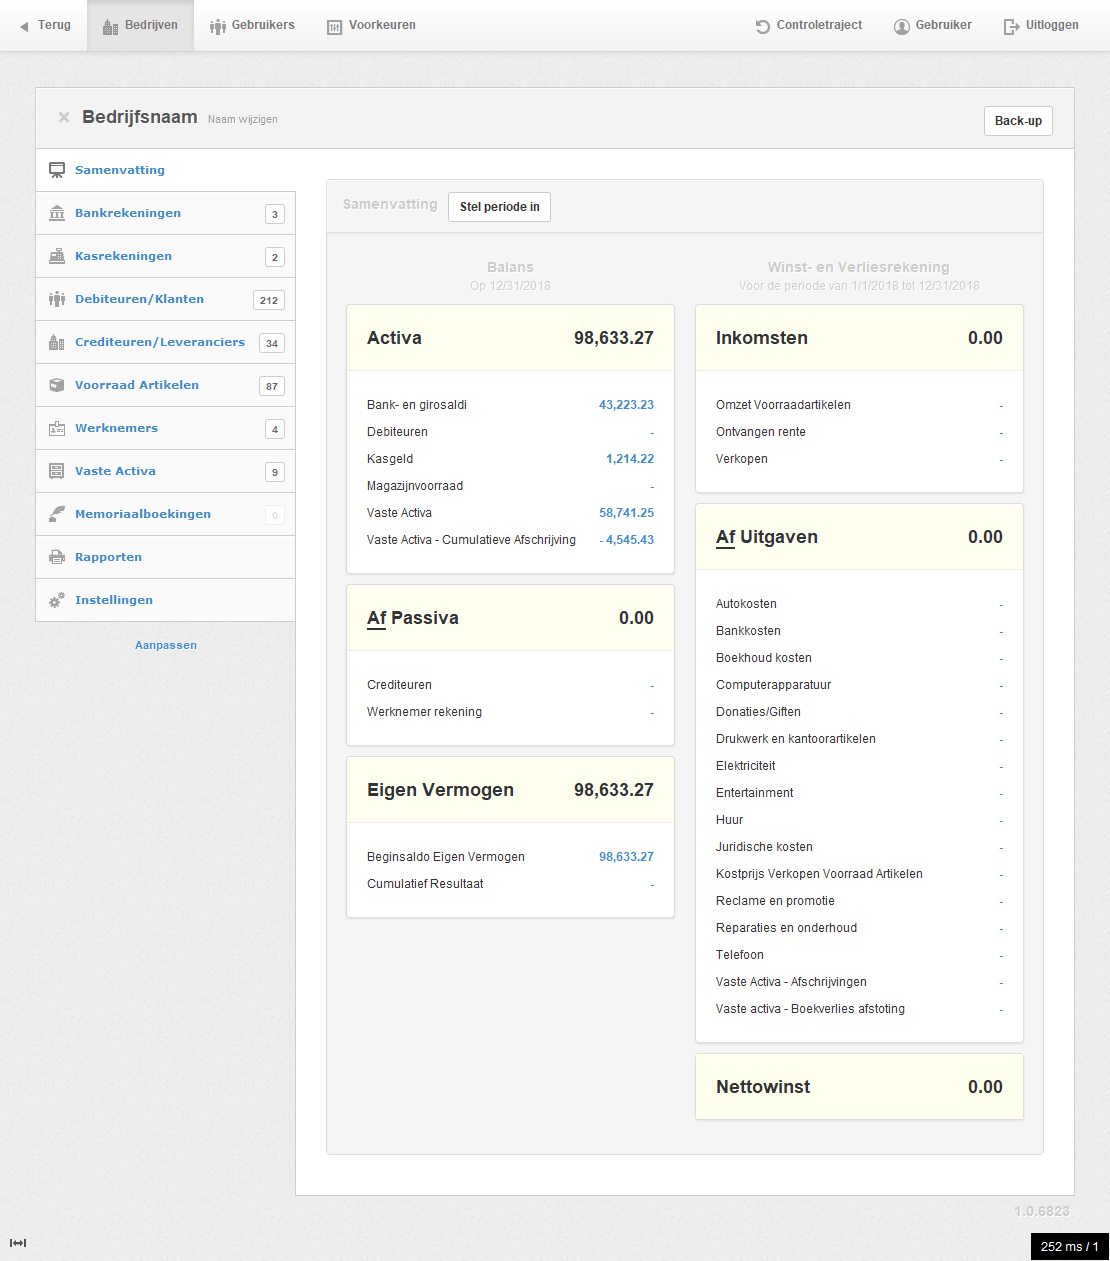 Terug
Bedrijven
Gebruikers
Voorkeuren
Controletraject
Gebruiker
Uitloggen
Bedrijfsnaam Naam wijzigen
Back-up
Samenvatting
Bankrekeningen 3
Kasrekeningen 2
Debiteuren/Klanten 212
Crediteuren/Leveranciers 34
Voorraad Artikelen 87
Werknemers 4
Vaste Activa 9
Memoriaalboekingen 0
Rapporten
Instellingen
Aanpassen
Samenvatting Stel periode in
Balans
Op 12/31/2018
Activa 98,633.27
Bank- en girosaldi 43,223.23
Debiteuren -
Kasgeld 1,214.22
Magazijnvoorraad -
Vaste Activa 58,741.25
Vaste Activa - Cumulatieve Afschrijving - 4,545.43
Af Passiva 0.00
Crediteuren -
Werknemer rekening -
Eigen Vermogen 98,633.27
Beginsaldo Eigen Vermogen 98,633.27
Cumulatief Resultaat -
Winst- en Verliesrekening
Voor de periode van 1/1/2018 tot 12/31/2018
Inkomsten 0.00
Omzet Voorraadartikelen -
Ontvangen rente -
Verkopen -
Af Uitgaven 0.00
Autokosten -
Bankkosten -
Boekhoud kosten -
Computerapparatuur -
Donaties/Giften -
Drukwerk en kantoorartikelen -
Elektriciteit -
Entertainment -
Huur -
Juridische kosten -
Kostprijs Verkopen Voorraad Artikelen -
Reclame en promotie -
Reparaties en onderhoud -
Telefoon -
Vaste Activa - Afschrijvingen -
Vaste activa - Boekverlies afstoting -
Nettowinst 0.00
1.0.6823
252 ms / 1